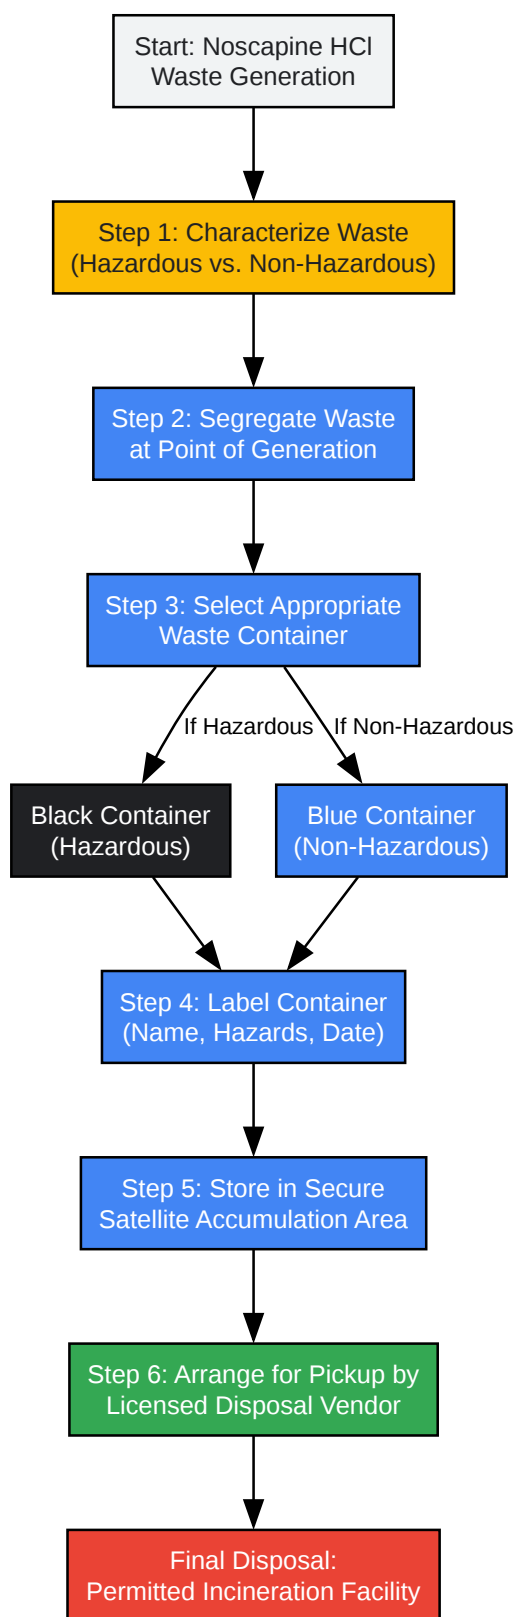 Start: Noscapine HCl
Waste Generation
Step 1: Characterize Waste
(Hazardous vs. Non-Hazardous)
Step 2: Segregate Waste
at Point of Generation
Step 3: Select Appropriate
Waste Container
If Hazardous
If Non-Hazardous
Black Container
(Hazardous)
Blue Container
(Non-Hazardous)
Step 4: Label Container
(Name, Hazards, Date)
Step 5: Store in Secure
Satellite Accumulation Area
Step 6: Arrange for Pickup by
Licensed Disposal Vendor
Final Disposal:
Permitted Incineration Facility